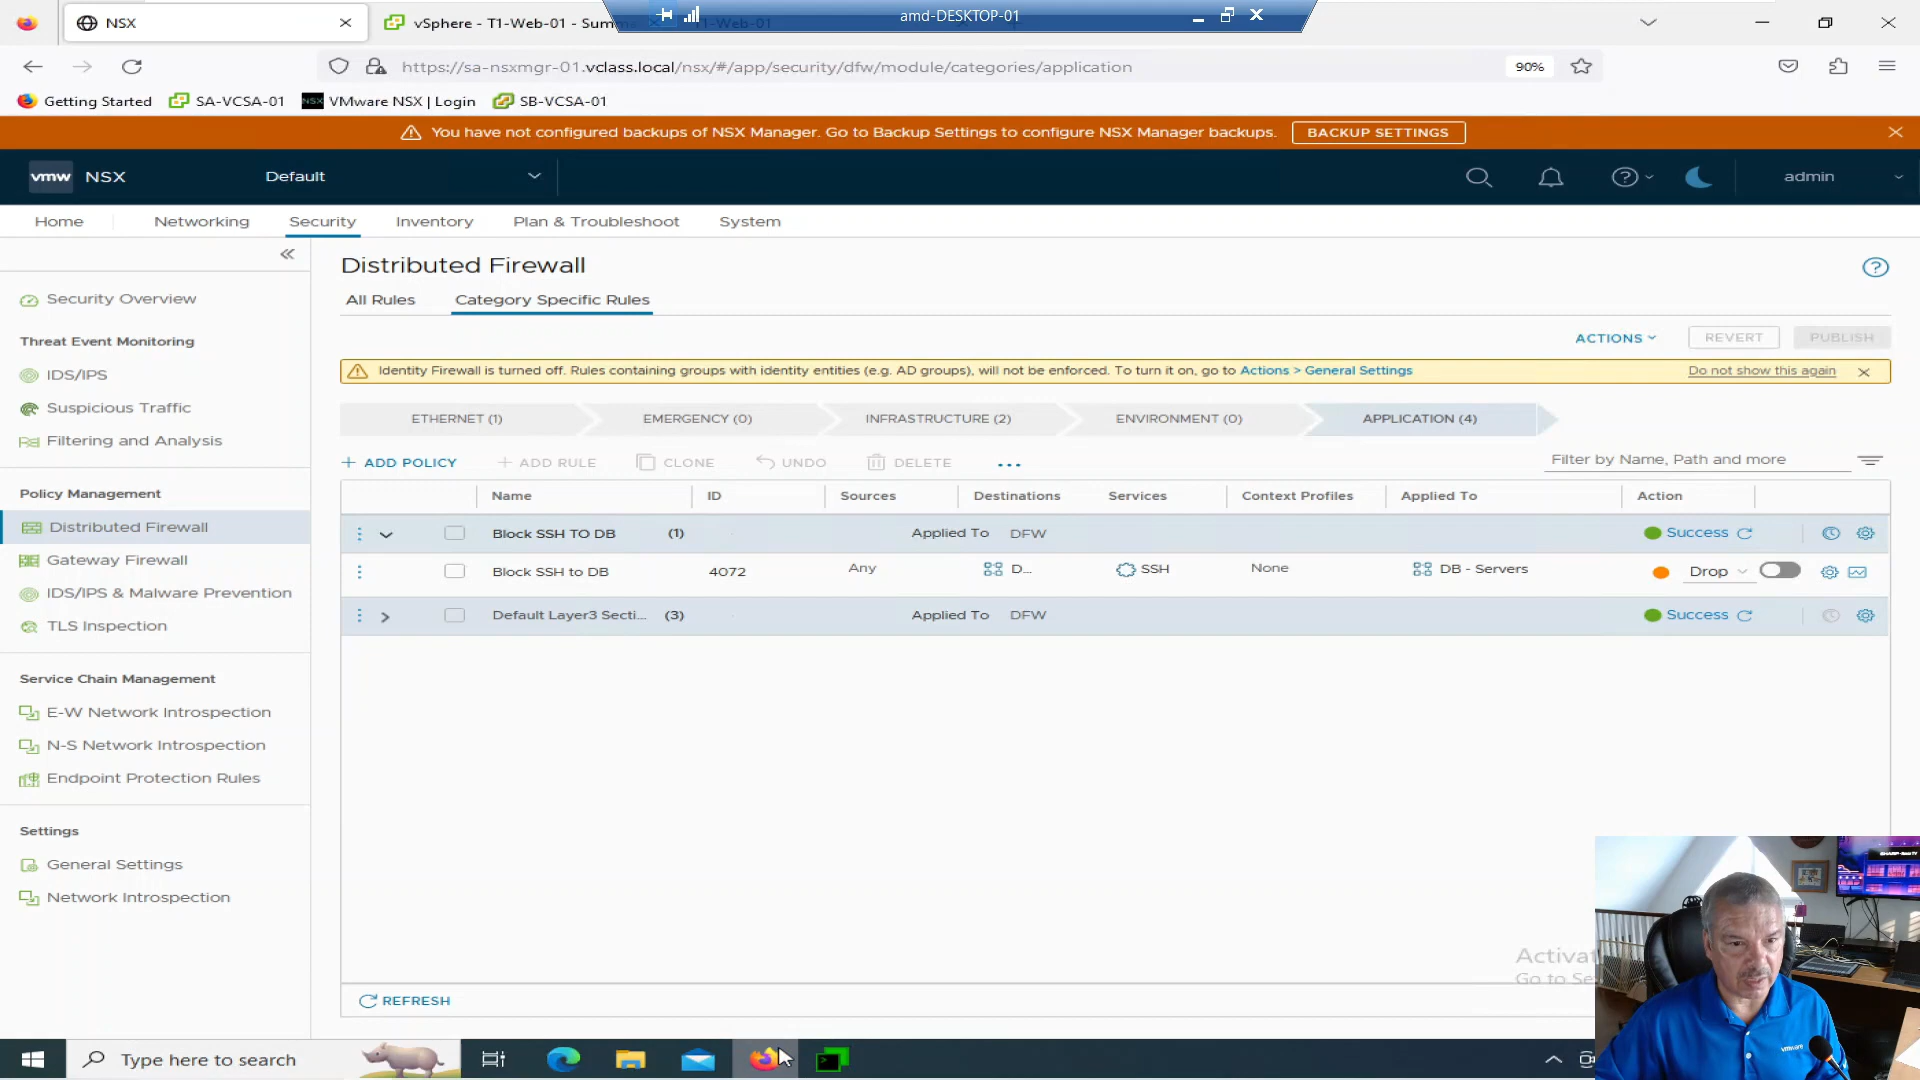 NSX
vSphere - T1-Web-01 - Summ
T1-Web-01
amd-DESKTOP-01
https://sa-nsxmgr-01.vclass.local/nsx/#/app/security/dfw/module/categories/application
90%
Getting Started
SA-VCSA-01
NSX
VMware NSX | Login
SB-VCSA-01
You have not configured backups of NSX Manager. Go to Backup Settings to configure NSX Manager backups.
BACKUP SETTINGS
vmw
NSX
Default
admin
Home
Networking
Security
Inventory
Plan & Troubleshoot
System
Security Overview
Threat Event Monitoring
IDS/IPS
Suspicious Traffic
Filtering and Analysis
Policy Management
Distributed Firewall
Gateway Firewall
IDS/IPS & Malware Prevention
TLS Inspection
Service Chain Management
E-W Network Introspection
N-S Network Introspection
Endpoint Protection Rules
Settings
General Settings
Network Introspection
Distributed Firewall
All Rules
Category Specific Rules
ACTIONS
REVERT
PUBLISH
Identity Firewall is turned off. Rules containing groups with identity entities (e.g. AD groups), will not be enforced. To turn it on, go to Actions > General Settings
Do not show this again
ETHERNET (1)
EMERGENCY (0)
INFRASTRUCTURE (2)
ENVIRONMENT (0)
APPLICATION (4)
+ ADD POLICY
+ ADD RULE
CLONE
UNDO
DELETE
...
Filter by Name, Path and more
Name
ID
Sources
Destinations
Services
Context Profiles
Applied To
Action
Block SSH TO DB (1)
Applied To DFW
Success
Block SSH to DB
4072
Any
D...
SSH
None
DB - Servers
Drop
Default Layer3 Secti... (3)
Applied To DFW
Success
REFRESH
Activat
Go to Se
Type here to search
vmware